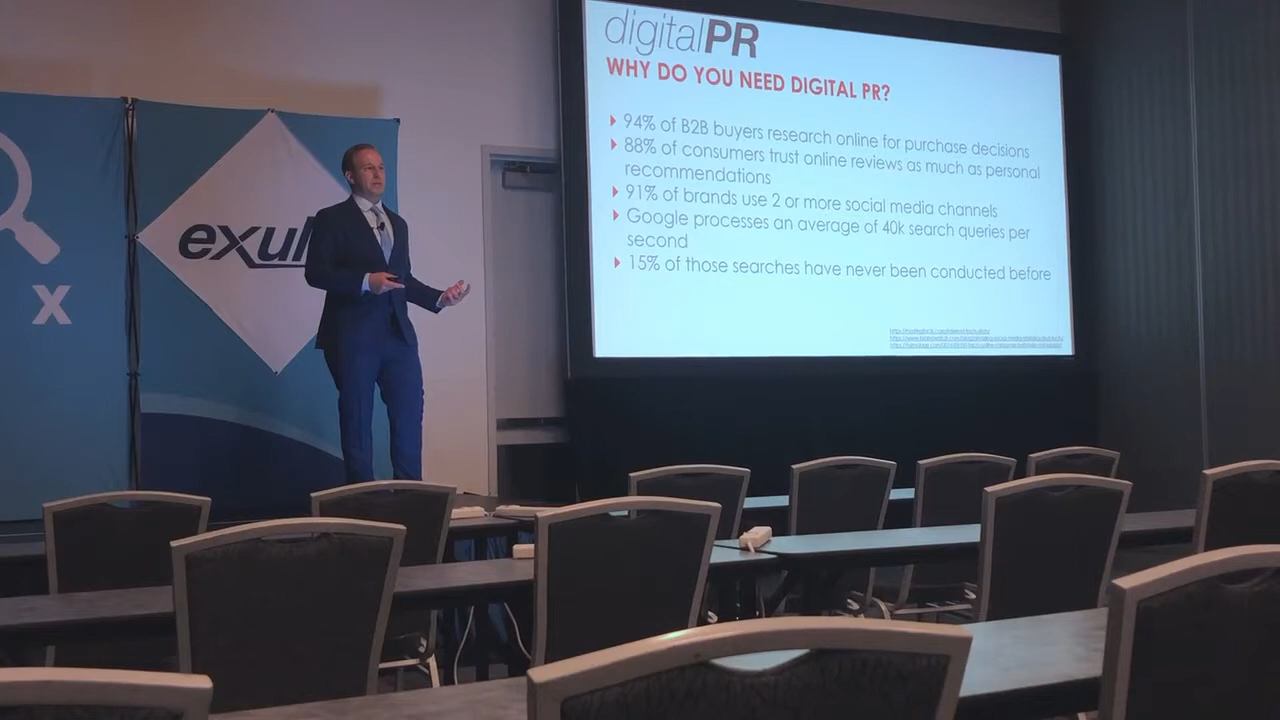 digitalPR
WHY DO YOU NEED DIGITAL PR?
94% of B2B buyers research online for purchase decisions
88% of consumers trust online reviews as much as personal
recommendations
91% of brands use 2 or more social media channels
Google processes an average of 40k search queries per
second
15% of those searches have never been conducted before
exul
x